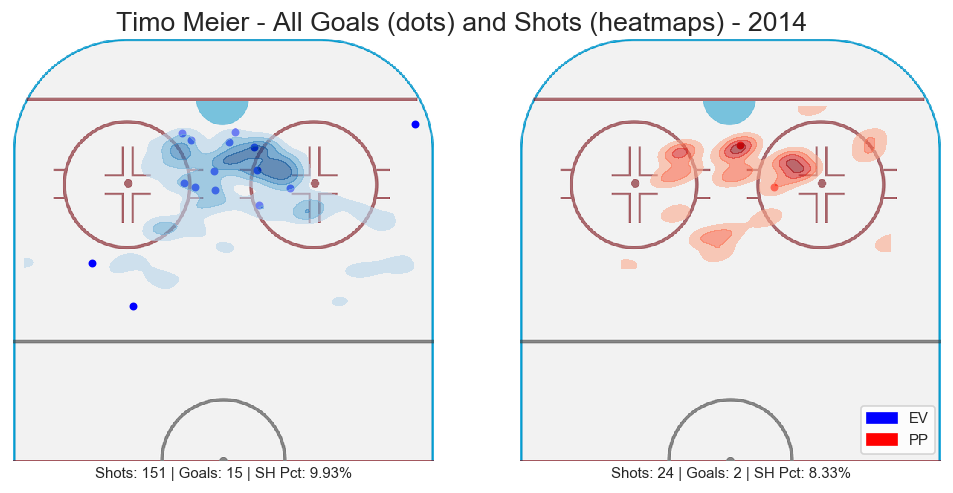 Timo Meier - All Goals (dots) and Shots (heatmaps) - 2014
EV
PP
Shots: 151 | Goals: 15 | SH Pct: 9.93%
Shots: 24 | Goals: 2 | SH Pct: 8.33%